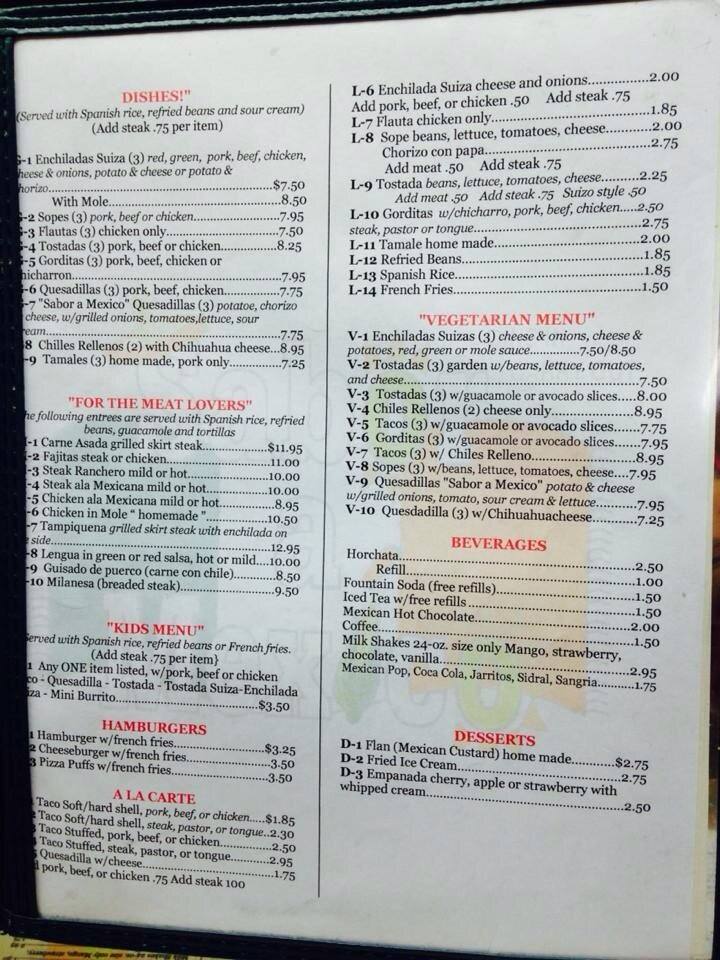 DISHES!"
(Served with Spanish rice, refried beans and sour cream)
(Add steak .75 per item)
-1 Enchiladas Suiza (3) red, green, pork, beef, chicken,
heese & onions, potato & cheese or potato &
horizo..............................$7.50
With Mole..............................8.50
-2 Sopes (3) pork, beef or chicken....................7.95
-3 Flautas (3) chicken only..............................7.50
-4 Tostadas (3) pork, beef or chicken.............8.25
-5 Gorditas (3) pork, beef, chicken or
hicharron..............................7.95
-6 Quesadillas (3) pork, beef, chicken............7.75
-7 "Sabor a Mexico" Quesadillas (3) potatoe, chorizo
cheese, w/grilled onions, tomatoes,lettuce, sour
ream..............................7.75
8 Chilles Rellenos (2) with Chihuahua cheese...8.95
-9 Tamales (3) home made, pork only................7.25
"FOR THE MEAT LOVERS"
he following entrees are served with Spanish rice, refried
beans, guacamole and tortillas
-1 Carne Asada grilled skirt steak................$11.95
-2 Fajitas steak or chicken..........................11.00
-3 Steak Ranchero mild or hot.....................10.00
-4 Steak ala Mexicana mild or hot................10.00
-5 Chicken ala Mexicana mild or hot..............8.95
-6 Chicken in Mole " homemade "................10.50
-7 Tampiquena grilled skirt steak with enchilada on
side..............................12.95
-8 Lengua in green or red salsa, hot or mild....10.00
-9 Guisado de puerco (carne con chile)...........8.50
-10 Milanesa (breaded steak)..........................9.50
"KIDS MENU"
Served with Spanish rice, refried beans or French fries.
(Add steak .75 per item}
1 Any ONE item listed, w/pork, beef or chicken
co - Quesadilla - Tostada - Tostada Suiza-Enchilada
iza - Mini Burrito..............................$3.50
HAMBURGERS
1 Hamburger w/french fries......................$3.25
2 Cheeseburger w/french fries....................3.50
3 Pizza Puffs w/french fries........................3.50
A LA CARTE
Taco Soft/hard shell, pork, beef, or chicken.....$1.85
Taco Soft/hard shell, steak, pastor, or tongue..2.30
Taco Stuffed, pork, beef, or chicken..............2.50
Taco Stuffed, steak, pastor, or tongue...........2.95
Quesadilla w/cheese..............................1.75
pork, beef, or chicken .75 Add steak 100
L-6 Enchilada Suiza cheese and onions...............2.00
Add pork, beef, or chicken .50 Add steak .75
L-7 Flauta chicken only..............................1.85
L-8 Sope beans, lettuce, tomatoes, cheese............2.00
Chorizo con papa..............................2.75
Add meat .50 Add steak .75
L-9 Tostada beans, lettuce, tomatoes, cheese.........2.25
Add meat .50 Add steak .75 Suizo style .50
L-10 Gorditas w/chicharro, pork, beef, chicken.....2.50
steak, pastor or tongue..............................2.75
L-11 Tamale home made..............................2.00
L-12 Refried Beans..............................1.85
L-13 Spanish Rice..............................1.85
L-14 French Fries..............................1.50
"VEGETARIAN MENU"
V-1 Enchiladas Suizas (3) cheese & onions, cheese &
potatoes, red, green or mole sauce.............7.50/8.50
V-2 Tostadas (3) garden w/beans, lettuce, tomatoes,
and cheese..............................7.50
V-3 Tostadas (3) w/guacamole or avocado slices.....8.00
V-4 Chiles Rellenos (2) cheese only....................8.95
V-5 Tacos (3) w/guacamole or avocado slices.......7.75
V-6 Gorditas (3) w/guacamole or avocado slices....7.95
V-7 Tacos (3) w/ Chiles Relleno......................8.95
V-8 Sopes (3) w/beans, lettuce, tomatoes, cheese....7.95
V-9 Quesadillas "Sabor a Mexico" potato & cheese
w/grilled onions, tomato, sour cream & lettuce..........7.95
V-10 Quesdadilla (3) w/Chihuahuacheese...............7.25
BEVERAGES
Horchata..............................2.50
Refill..............................1.00
Fountain Soda (free refills)..............................1.50
Iced Tea w/free refills..............................1.50
Mexican Hot Chocolate..............................2.00
Coffee..............................1.50
Milk Shakes 24-oz. size only Mango, strawberry,
chocolate, vanilla..............................2.95
Mexican Pop, Coca Cola, Jarritos, Sidral, Sangria..........1.75
DESSERTS
D-1 Flan (Mexican Custard) home made...........$2.75
D-2 Fried Ice Cream..............................2.75
D-3 Empanada cherry, apple or strawberry with
whipped cream..............................2.50